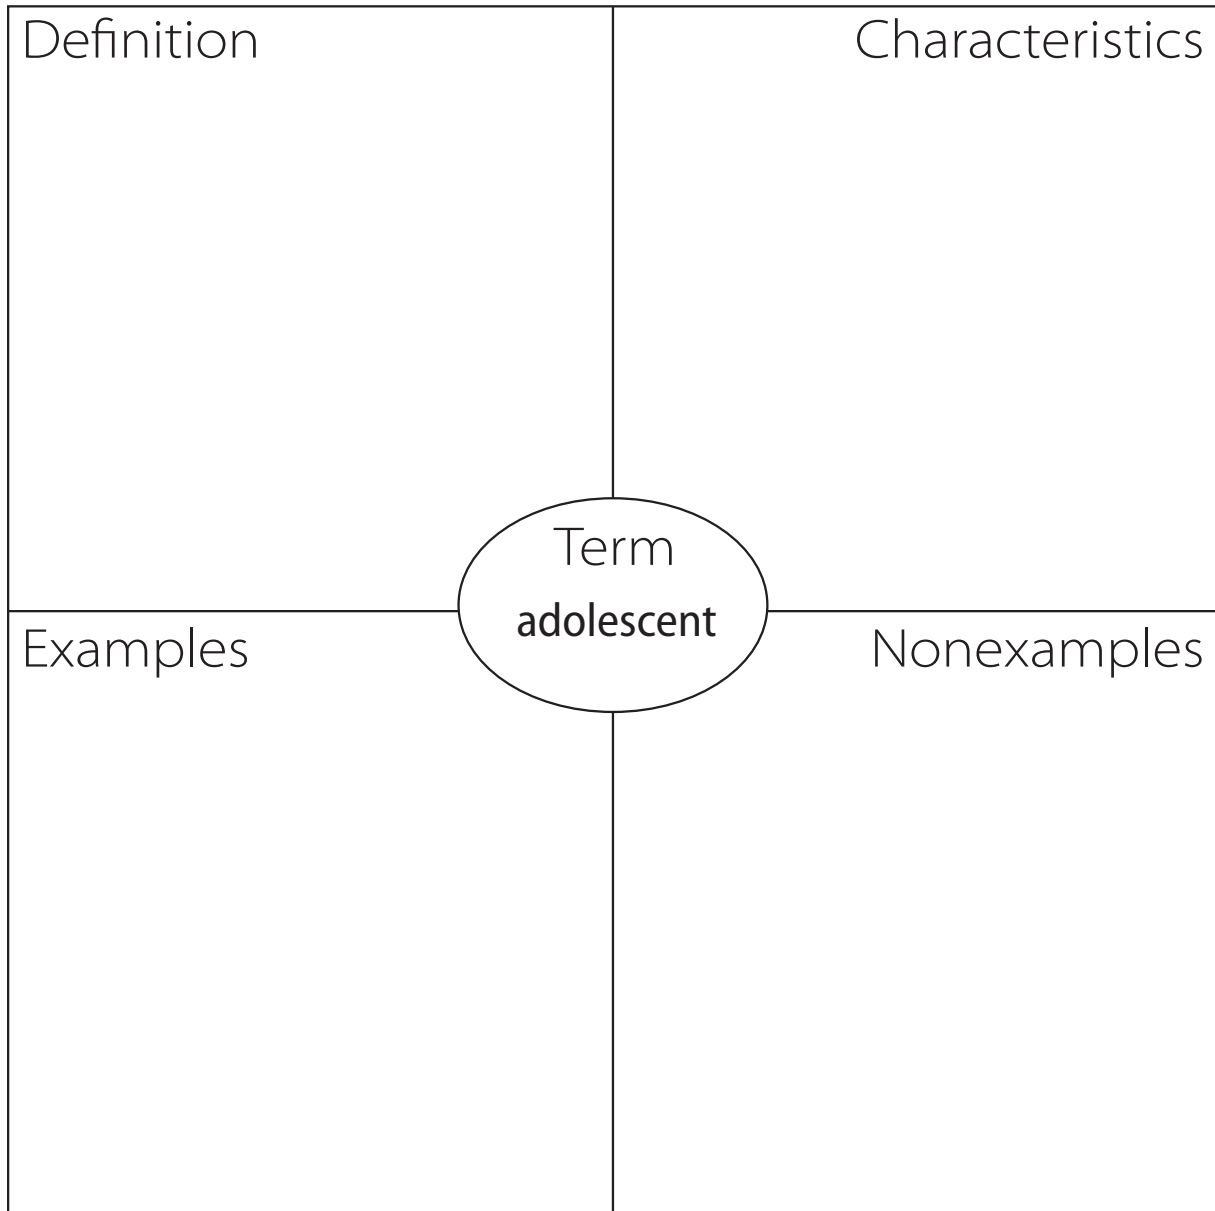 Definition
Characteristics
Term
adolescent
Examples
Nonexamples